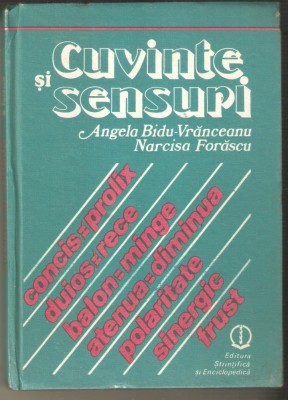 Cuvinte
și
sensuri
Angela Bidu-Vrănceanu
Narcisa Forăscu
concis≠prolix
duios≠rece
balon=minge
atenua=diminua
polaritate
sinergic
frust
Editura
Științifică
și Enciclopedică